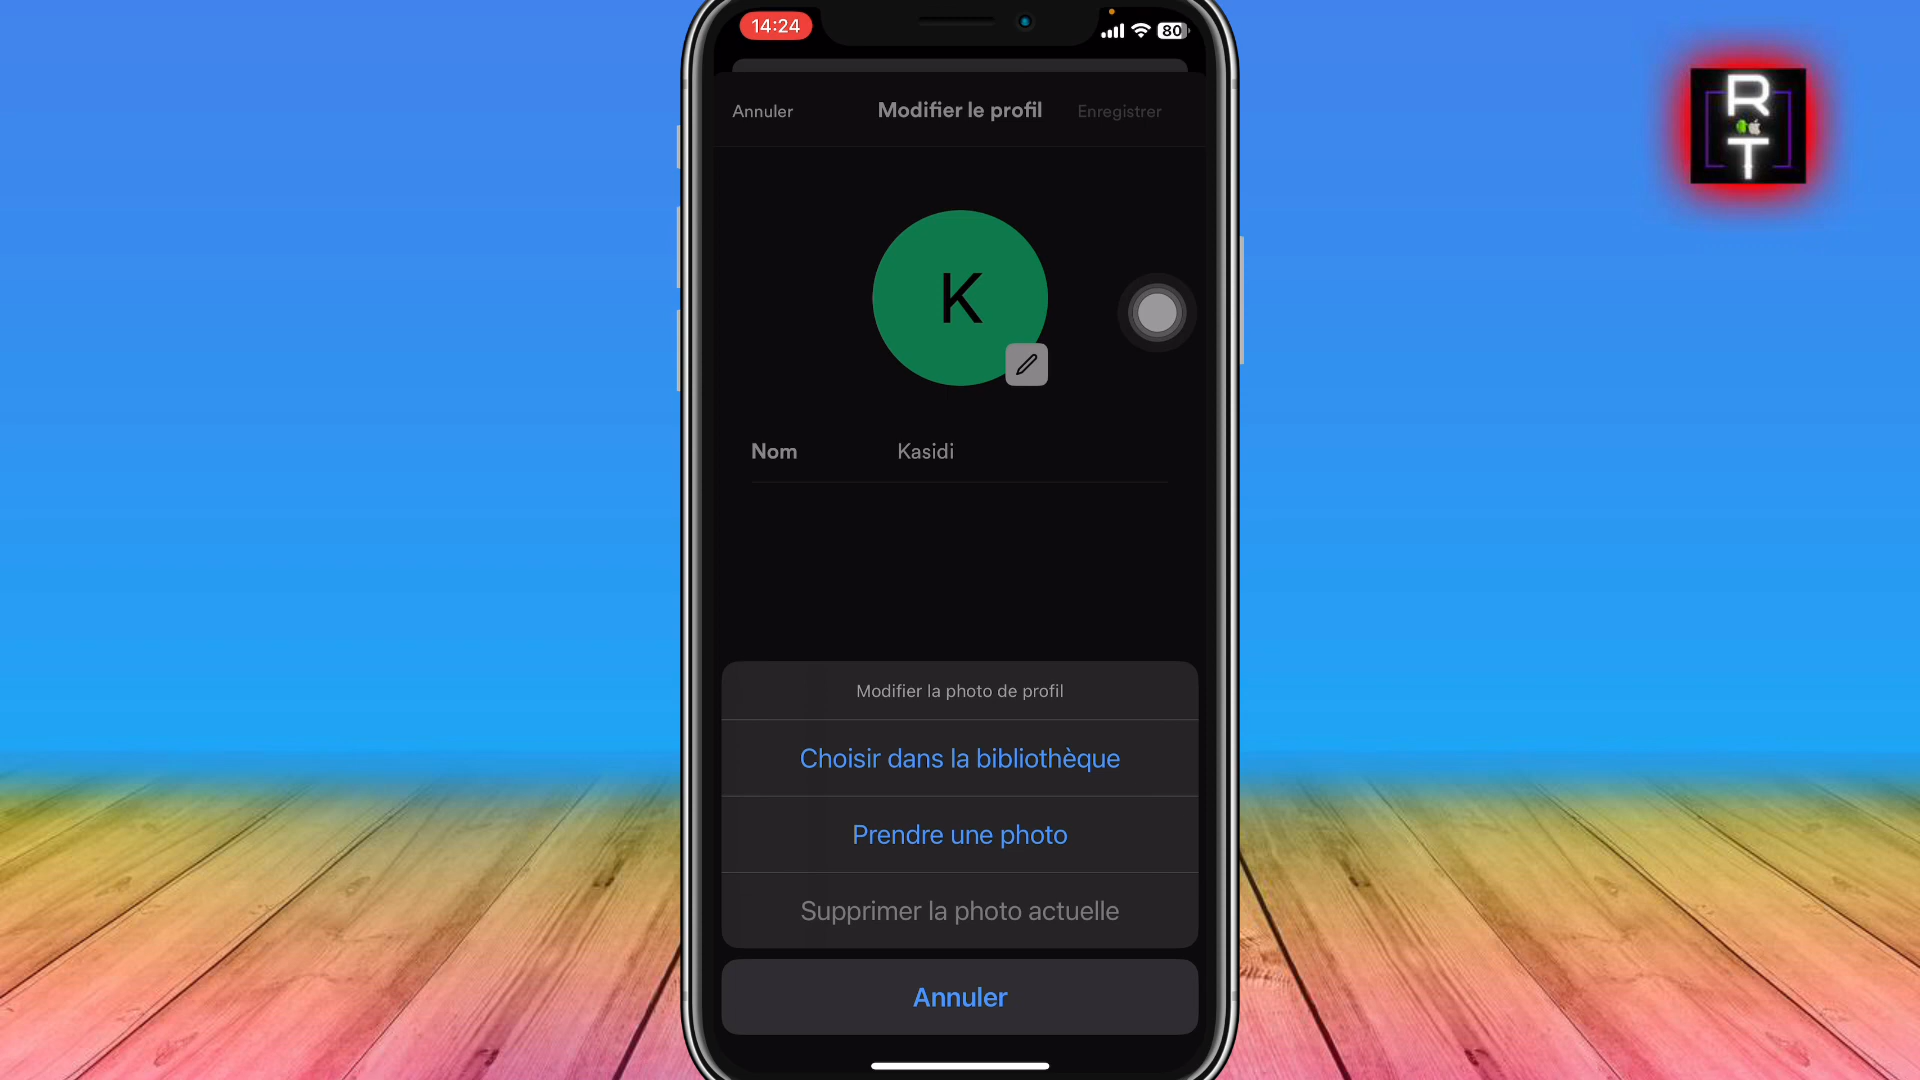 14:24
80
Annuler
Modifier le profil
Enregistrer
R
T
K
Nom
Kasidi
Modifier la photo de profil
Choisir dans la bibliothèque
Prendre une photo
Supprimer la photo actuelle
Annuler